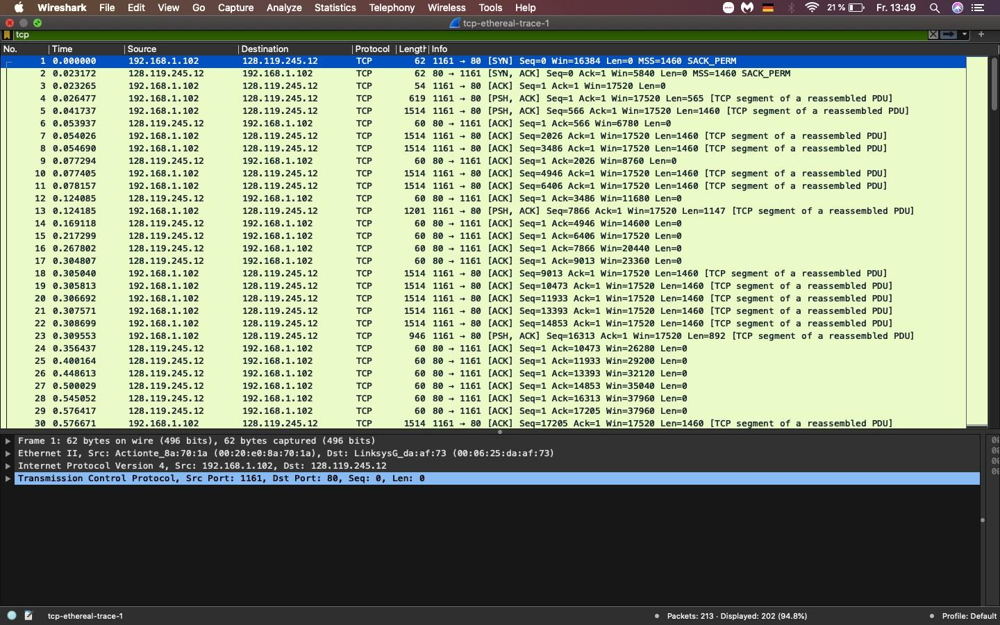 Wireshark File Edit View Go Capture Analyze Statistics Telephony Wireless Tools Help 21 % Fr. 13:49
tcp-ethereal-trace-1
tcp
No. Time Source Destination Protocol Length Info
1 0.000000 192.168.1.102 128.119.245.12 TCP 62 1161 → 80 [SYN] Seq=0 Win=16384 Len=0 MSS=1460 SACK_PERM
2 0.023172 128.119.245.12 192.168.1.102 TCP 62 80 → 1161 [SYN, ACK] Seq=0 Ack=1 Win=5840 Len=0 MSS=1460 SACK_PERM
3 0.023265 192.168.1.102 128.119.245.12 TCP 54 1161 → 80 [ACK] Seq=1 Ack=1 Win=17520 Len=0
4 0.026477 192.168.1.102 128.119.245.12 TCP 619 1161 → 80 [PSH, ACK] Seq=1 Ack=1 Win=17520 Len=565 [TCP segment of a reassembled PDU]
5 0.041737 192.168.1.102 128.119.245.12 TCP 1514 1161 → 80 [PSH, ACK] Seq=566 Ack=1 Win=17520 Len=1460 [TCP segment of a reassembled PDU]
6 0.053937 128.119.245.12 192.168.1.102 TCP 60 80 → 1161 [ACK] Seq=1 Ack=566 Win=6780 Len=0
7 0.054026 192.168.1.102 128.119.245.12 TCP 1514 1161 → 80 [ACK] Seq=2026 Ack=1 Win=17520 Len=1460 [TCP segment of a reassembled PDU]
8 0.054690 192.168.1.102 128.119.245.12 TCP 1514 1161 → 80 [ACK] Seq=3486 Ack=1 Win=17520 Len=1460 [TCP segment of a reassembled PDU]
9 0.077294 128.119.245.12 192.168.1.102 TCP 60 80 → 1161 [ACK] Seq=1 Ack=2026 Win=8760 Len=0
10 0.077405 192.168.1.102 128.119.245.12 TCP 1514 1161 → 80 [ACK] Seq=4946 Ack=1 Win=17520 Len=1460 [TCP segment of a reassembled PDU]
11 0.078157 192.168.1.102 128.119.245.12 TCP 1514 1161 → 80 [ACK] Seq=6406 Ack=1 Win=17520 Len=1460 [TCP segment of a reassembled PDU]
12 0.124085 128.119.245.12 192.168.1.102 TCP 60 80 → 1161 [ACK] Seq=1 Ack=3486 Win=11680 Len=0
13 0.124185 192.168.1.102 128.119.245.12 TCP 1201 1161 → 80 [PSH, ACK] Seq=7866 Ack=1 Win=17520 Len=1147 [TCP segment of a reassembled PDU]
14 0.169118 128.119.245.12 192.168.1.102 TCP 60 80 → 1161 [ACK] Seq=1 Ack=4946 Win=14600 Len=0
15 0.217299 128.119.245.12 192.168.1.102 TCP 60 80 → 1161 [ACK] Seq=1 Ack=6406 Win=17520 Len=0
16 0.267802 128.119.245.12 192.168.1.102 TCP 60 80 → 1161 [ACK] Seq=1 Ack=7866 Win=20440 Len=0
17 0.304807 128.119.245.12 192.168.1.102 TCP 60 80 → 1161 [ACK] Seq=1 Ack=9013 Win=23360 Len=0
18 0.305040 192.168.1.102 128.119.245.12 TCP 1514 1161 → 80 [ACK] Seq=9013 Ack=1 Win=17520 Len=1460 [TCP segment of a reassembled PDU]
19 0.305813 192.168.1.102 128.119.245.12 TCP 1514 1161 → 80 [ACK] Seq=10473 Ack=1 Win=17520 Len=1460 [TCP segment of a reassembled PDU]
20 0.306692 192.168.1.102 128.119.245.12 TCP 1514 1161 → 80 [ACK] Seq=11933 Ack=1 Win=17520 Len=1460 [TCP segment of a reassembled PDU]
21 0.307571 192.168.1.102 128.119.245.12 TCP 1514 1161 → 80 [ACK] Seq=13393 Ack=1 Win=17520 Len=1460 [TCP segment of a reassembled PDU]
22 0.308699 192.168.1.102 128.119.245.12 TCP 1514 1161 → 80 [ACK] Seq=14853 Ack=1 Win=17520 Len=1460 [TCP segment of a reassembled PDU]
23 0.309553 192.168.1.102 128.119.245.12 TCP 946 1161 → 80 [PSH, ACK] Seq=16313 Ack=1 Win=17520 Len=892 [TCP segment of a reassembled PDU]
24 0.356437 128.119.245.12 192.168.1.102 TCP 60 80 → 1161 [ACK] Seq=1 Ack=10473 Win=26280 Len=0
25 0.400164 128.119.245.12 192.168.1.102 TCP 60 80 → 1161 [ACK] Seq=1 Ack=11933 Win=29200 Len=0
26 0.448613 128.119.245.12 192.168.1.102 TCP 60 80 → 1161 [ACK] Seq=1 Ack=13393 Win=32120 Len=0
27 0.500029 128.119.245.12 192.168.1.102 TCP 60 80 → 1161 [ACK] Seq=1 Ack=14853 Win=35040 Len=0
28 0.545052 128.119.245.12 192.168.1.102 TCP 60 80 → 1161 [ACK] Seq=1 Ack=16313 Win=37960 Len=0
29 0.576417 128.119.245.12 192.168.1.102 TCP 60 80 → 1161 [ACK] Seq=1 Ack=17205 Win=37960 Len=0
30 0.576671 192.168.1.102 128.119.245.12 TCP 1514 1161 → 80 [ACK] Seq=17205 Ack=1 Win=17520 Len=1460 [TCP segment of a reassembled PDU]
Frame 1: 62 bytes on wire (496 bits), 62 bytes captured (496 bits)
Ethernet II, Src: Actionte_8a:70:1a (00:20:e0:8a:70:1a), Dst: LinksysG_da:af:73 (00:06:25:da:af:73)
Internet Protocol Version 4, Src: 192.168.1.102, Dst: 128.119.245.12
Transmission Control Protocol, Src Port: 1161, Dst Port: 80, Seq: 0, Len: 0
tcp-ethereal-trace-1 Packets: 213 · Displayed: 202 (94.8%) Profile: Default